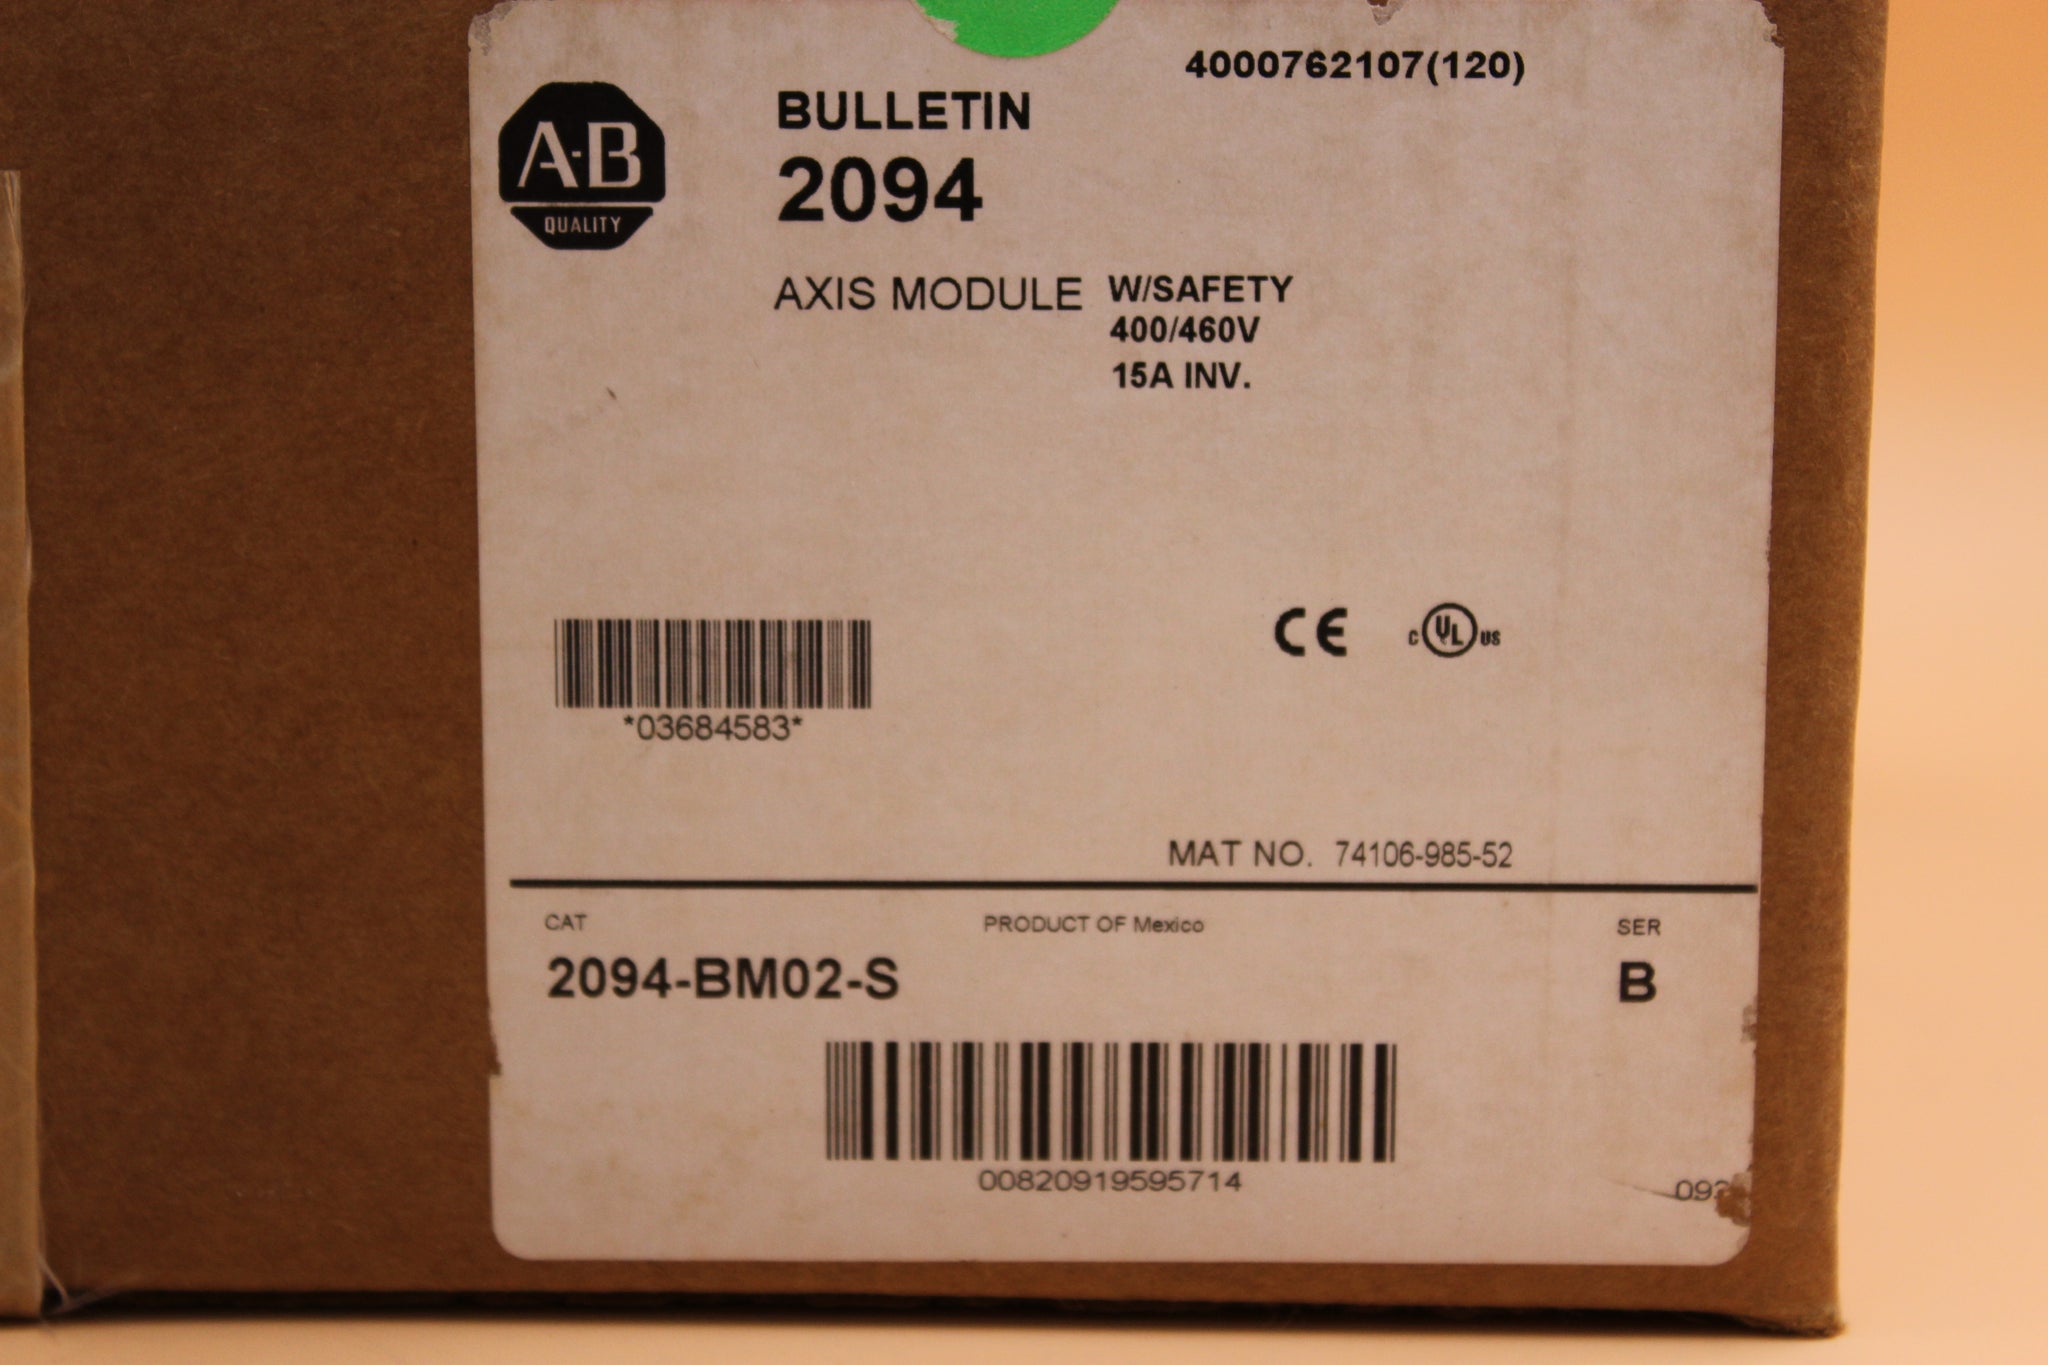 4000762107(120)
A-B
QUALITY
BULLETIN
2094
AXIS MODULE W/SAFETY
400/460V
15A INV.
*03684583*
CE
C UL US
MAT NO. 74106-985-52
CAT
PRODUCT OF Mexico
SER
2094-BM02-S
B
00820919595714